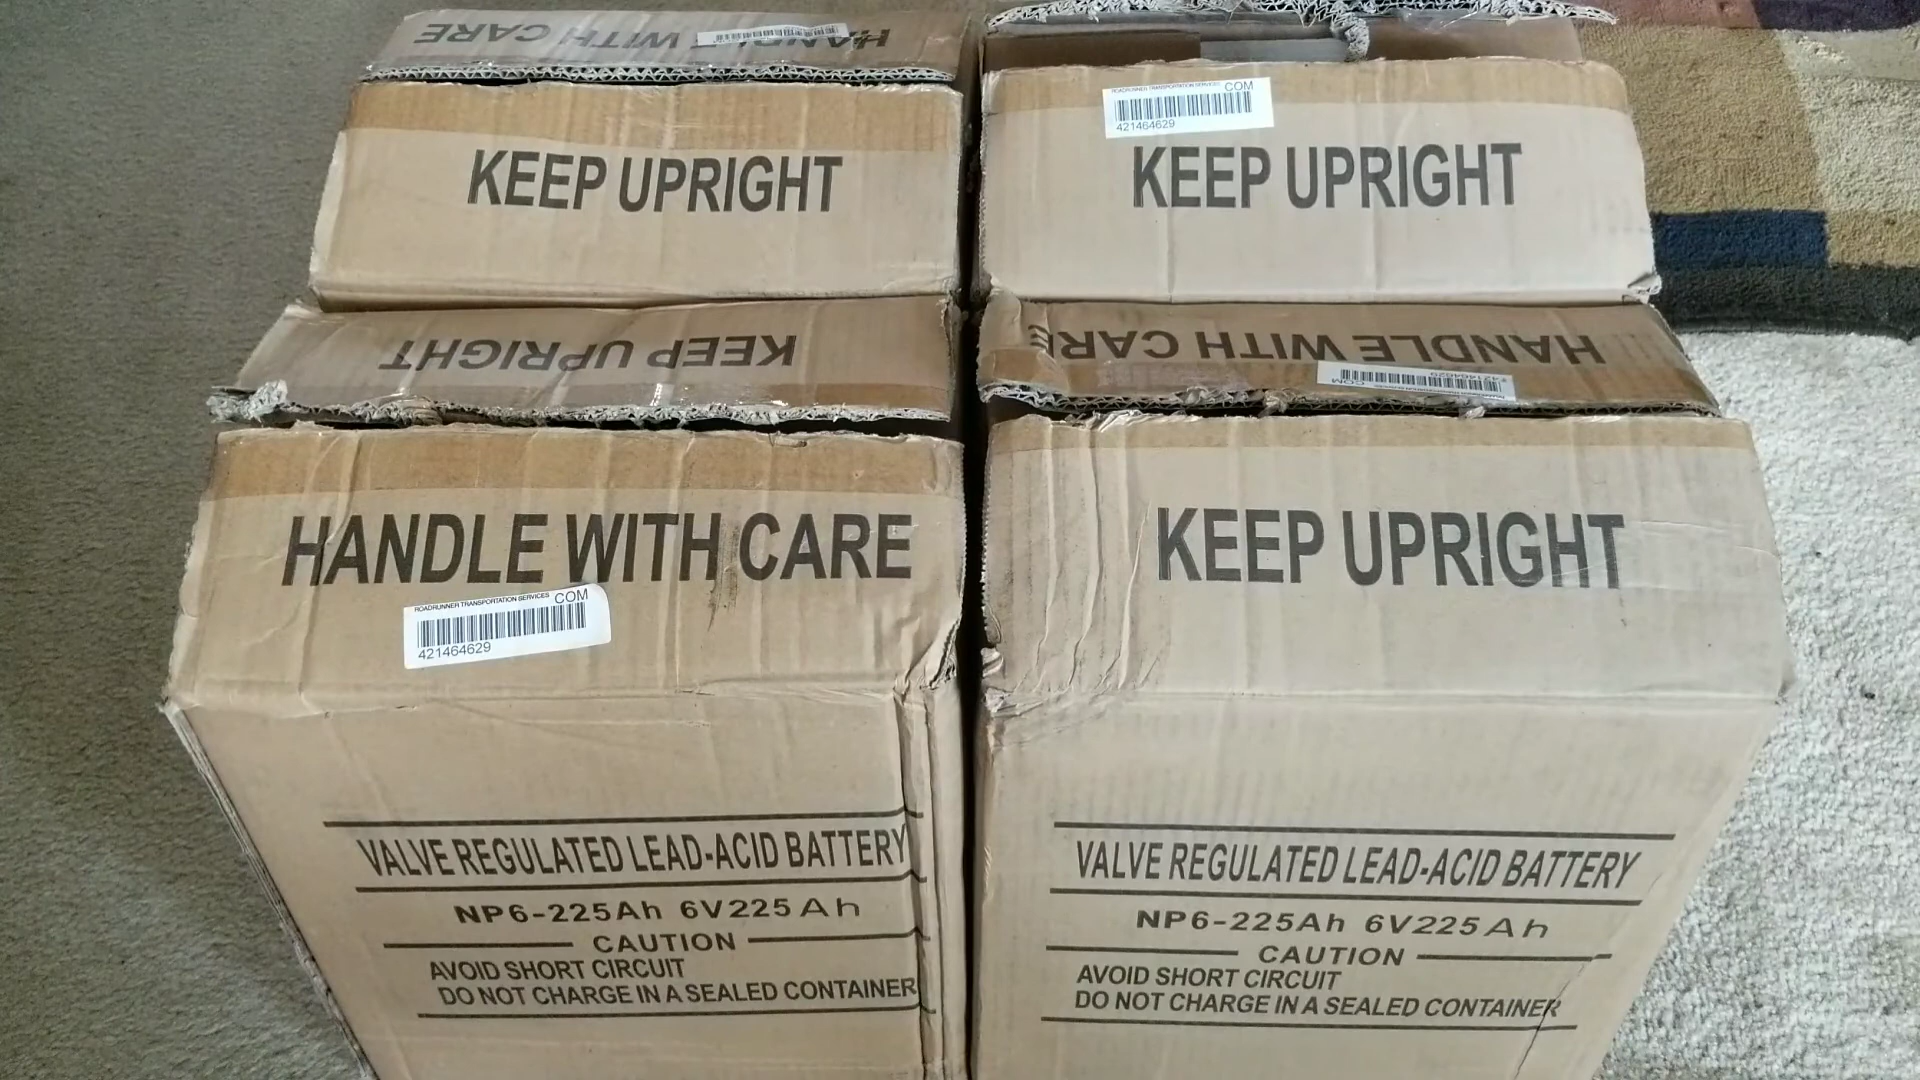 HANDLE WITH CARE
KEEP UPRIGHT
ROADRUNNER TRANSPORTATION SERVICES COM
421464629
KEEP UPRIGHT
KEEP UPRIGHT
HANDLE WITH CARE
COM
421464629
HANDLE WITH CARE
ROADRUNNER TRANSPORTATION SERVICES COM
421464629
VALVE REGULATED LEAD-ACID BATTERY
NP6-225Ah 6V225Ah
CAUTION
AVOID SHORT CIRCUIT
DO NOT CHARGE IN A SEALED CONTAINER
KEEP UPRIGHT
VALVE REGULATED LEAD-ACID BATTERY
NP6-225Ah 6V225Ah
CAUTION
AVOID SHORT CIRCUIT
DO NOT CHARGE IN A SEALED CONTAINER